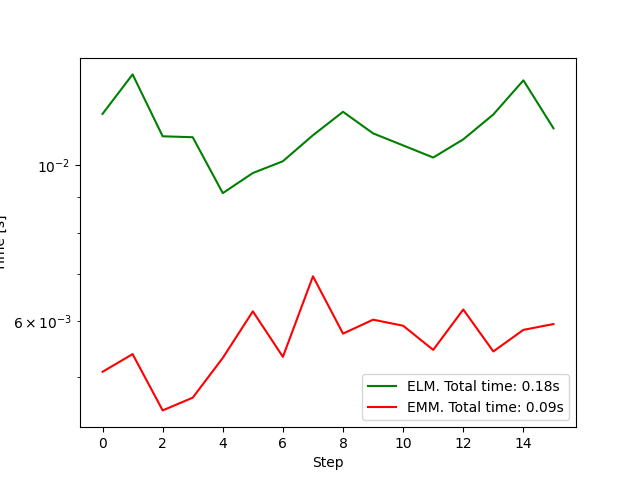 10⁻²
6 × 10⁻³
0 2 4 6 8 10 12 14
Step
Time [s]
ELM. Total time: 0.18s
EMM. Total time: 0.09s